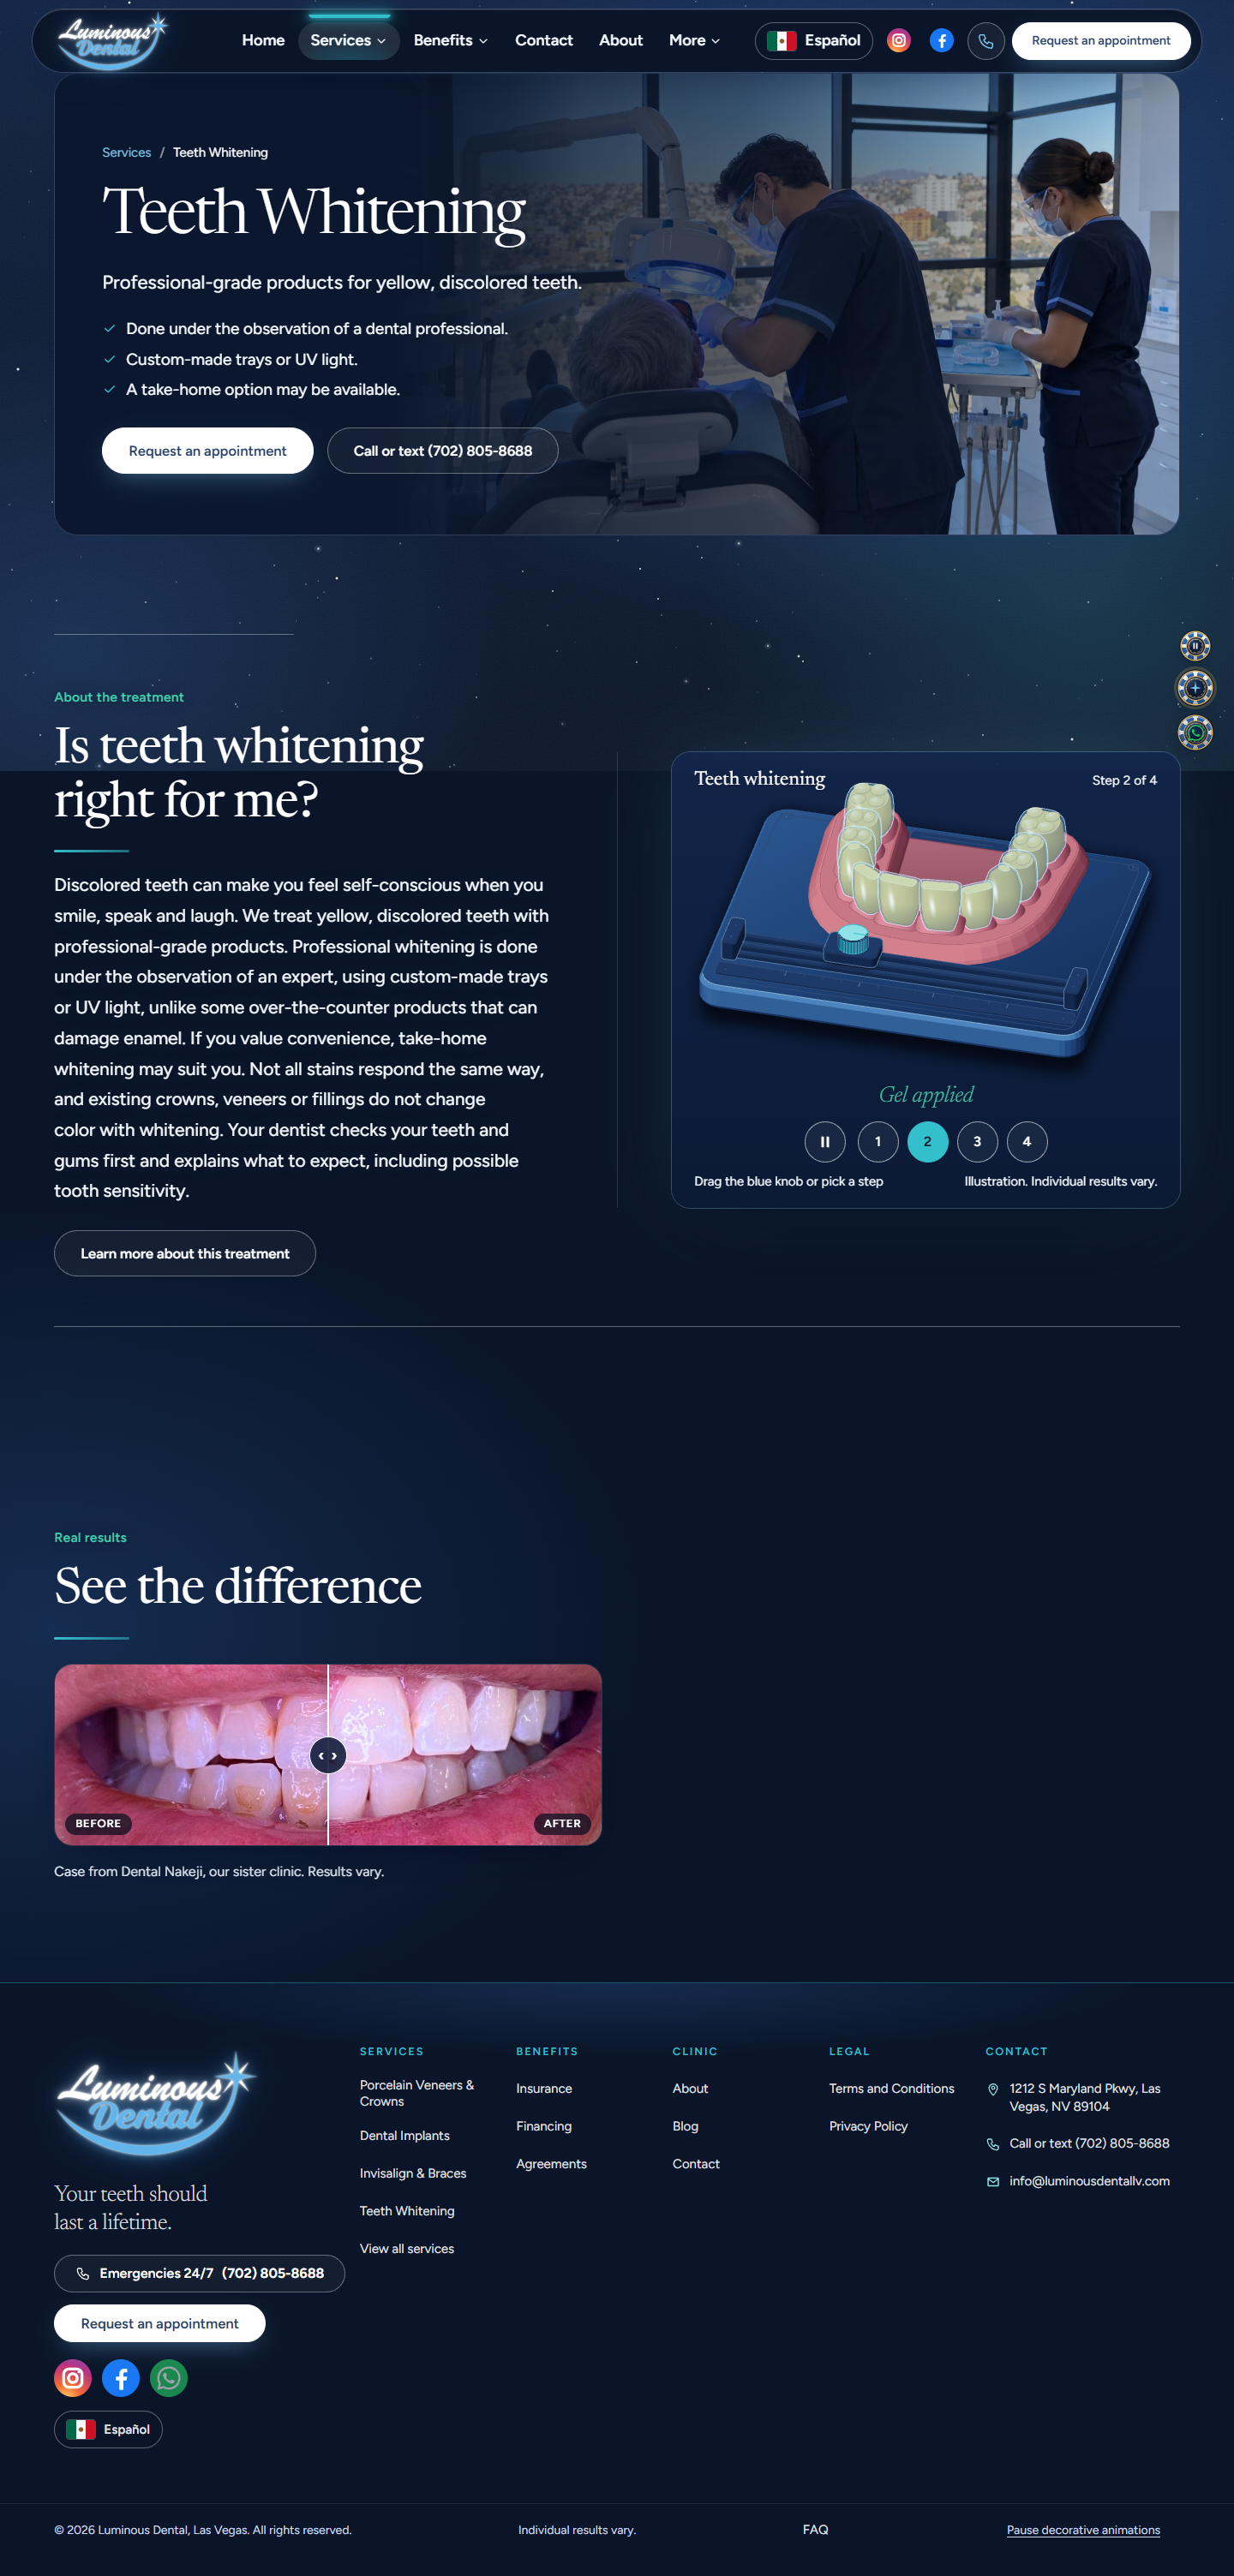 Luminous
Dental
Home
Services
Benefits
Contact
About
More
Español
Request an appointment
Services / Teeth Whitening
Teeth Whitening
Professional-grade products for yellow, discolored teeth.
Done under the observation of a dental professional.
Custom-made trays or UV light.
A take-home option may be available.
Request an appointment
Call or text (702) 805-8688
About the treatment
Is teeth whitening
right for me?
Discolored teeth can make you feel self-conscious when you
smile, speak and laugh. We treat yellow, discolored teeth with
professional-grade products. Professional whitening is done
under the observation of an expert, using custom-made trays
or UV light, unlike some over-the-counter products that can
damage enamel. If you value convenience, take-home
whitening may suit you. Not all stains respond the same way,
and existing crowns, veneers or fillings do not change
color with whitening. Your dentist checks your teeth and
gums first and explains what to expect, including possible
tooth sensitivity.
Learn more about this treatment
Teeth whitening
Step 2 of 4
Gel applied
1
2
3
4
Drag the blue knob or pick a step
Illustration. Individual results vary.
Real results
See the difference
BEFORE
AFTER
Case from Dental Nakeji, our sister clinic. Results vary.
Luminous
Dental
Your teeth should
last a lifetime.
Emergencies 24/7 (702) 805-8688
Request an appointment
Español
SERVICES
Porcelain Veneers &
Crowns
Dental Implants
Invisalign & Braces
Teeth Whitening
View all services
BENEFITS
Insurance
Financing
Agreements
CLINIC
About
Blog
Contact
LEGAL
Terms and Conditions
Privacy Policy
CONTACT
1212 S Maryland Pkwy, Las
Vegas, NV 89104
Call or text (702) 805-8688
info@luminousdentallv.com
© 2026 Luminous Dental, Las Vegas. All rights reserved.
Individual results vary.
FAQ
Pause decorative animations